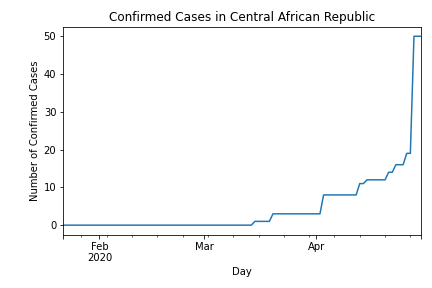 Confirmed Cases in Central African Republic
50
40
30
20
10
0
Number of Confirmed Cases
Feb
2020
Mar
Apr
Day